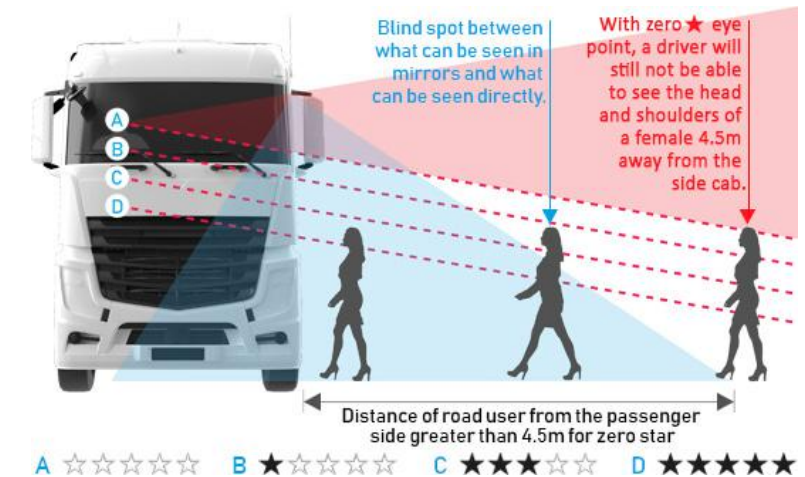 Blind spot between
what can be seen in
mirrors and what
can be seen directly.
With zero ★ eye
point, a driver will
still not be able
to see the head
and shoulders of
a female 4.5m
away from the
side cab.
A
B
C
D
Distance of road user from the passenger
side greater than 4.5m for zero star
A ☆☆☆☆☆ B ★☆☆☆☆ C ★★★☆☆ D ★★★★★